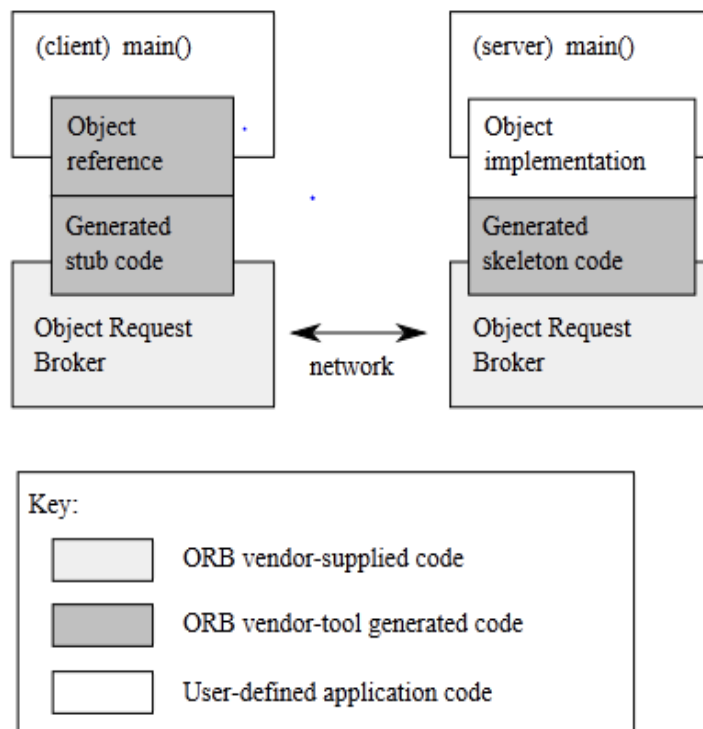 (client) main()
Object
reference
Generated
stub code
Object Request
Broker
network
(server) main()
Object
implementation
Generated
skeleton code
Object Request
Broker
Key:
ORB vendor-supplied code
ORB vendor-tool generated code
User-defined application code